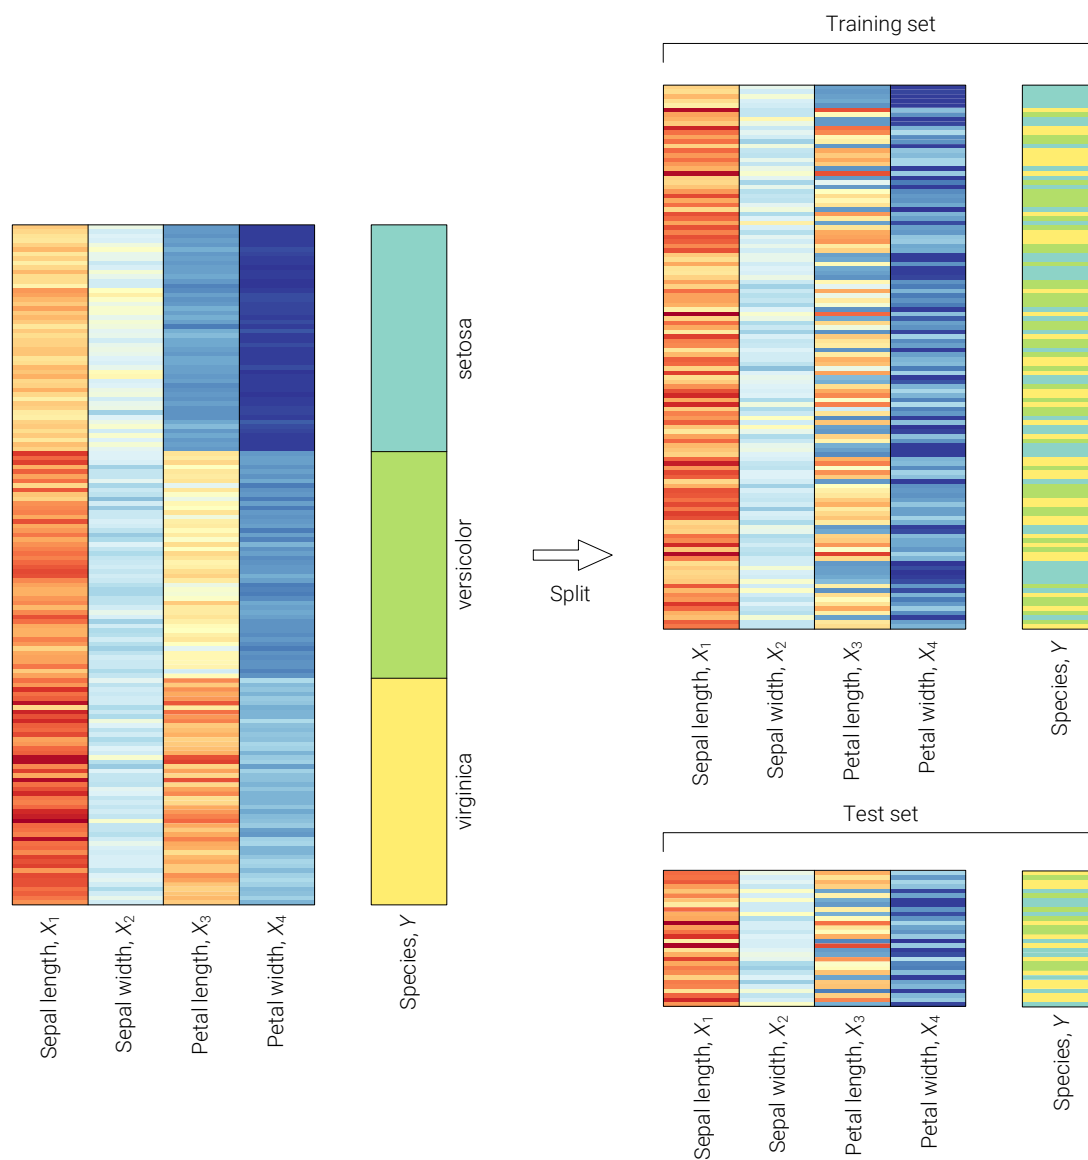 Training set
setosa
versicolor
virginica
Split
Sepal length, X1
Sepal width, X2
Petal length, X3
Petal width, X4
Species, Y
Sepal length, X1
Sepal width, X2
Petal length, X3
Petal width, X4
Species, Y
Test set
Sepal length, X1
Sepal width, X2
Petal length, X3
Petal width, X4
Species, Y